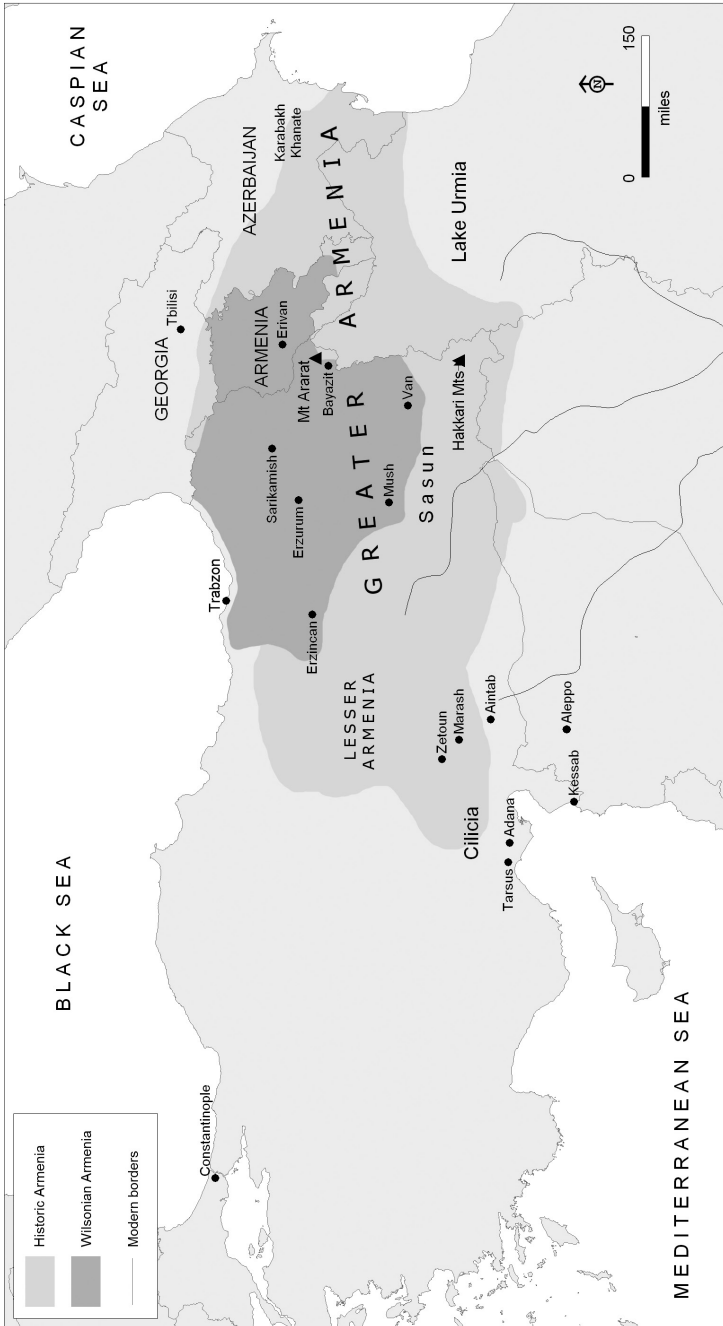 Historic Armenia
Wilsonian Armenia
Modern borders
BLACK SEA
CASPIAN
SEA
GEORGIA
Tbilisi
AZERBAIJAN
Karabakh
Khanate
Constantinople
Trabzon
ARMENIA
Erivan
Sarikamish
Erzurum
Erzincan
Mt Ararat
Bayazit
GREATER ARMENIA
LESSER
ARMENIA
Mush
Van
Sasun
Lake Urmia
Hakkari Mts
Zetoun
Marash
Aintab
Cilicia
Adana
Tarsus
Aleppo
Kessab
MEDITERRANEAN SEA
N
0
150
miles